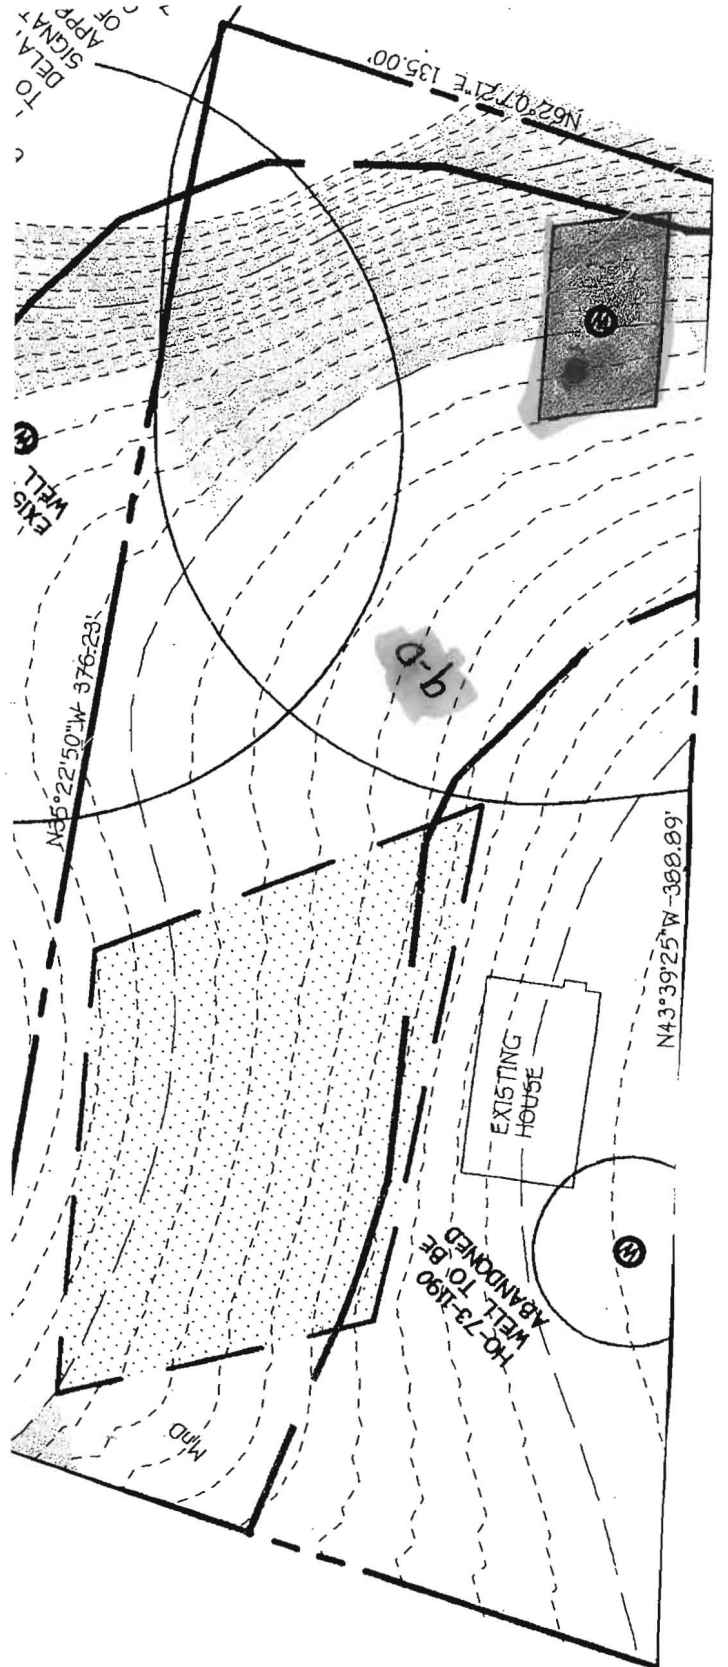 TO
DELA
SIGNAT
APPR
OF
N62°07'21"E 135.00'
W
W
EXIS
WELL
9-D
N35°22'50"W 376.23'
N43°39'25"W - 388.89'
EXISTING
HOUSE
W
HO-73-1190
WELL TO BE
ABANDONED
MnD